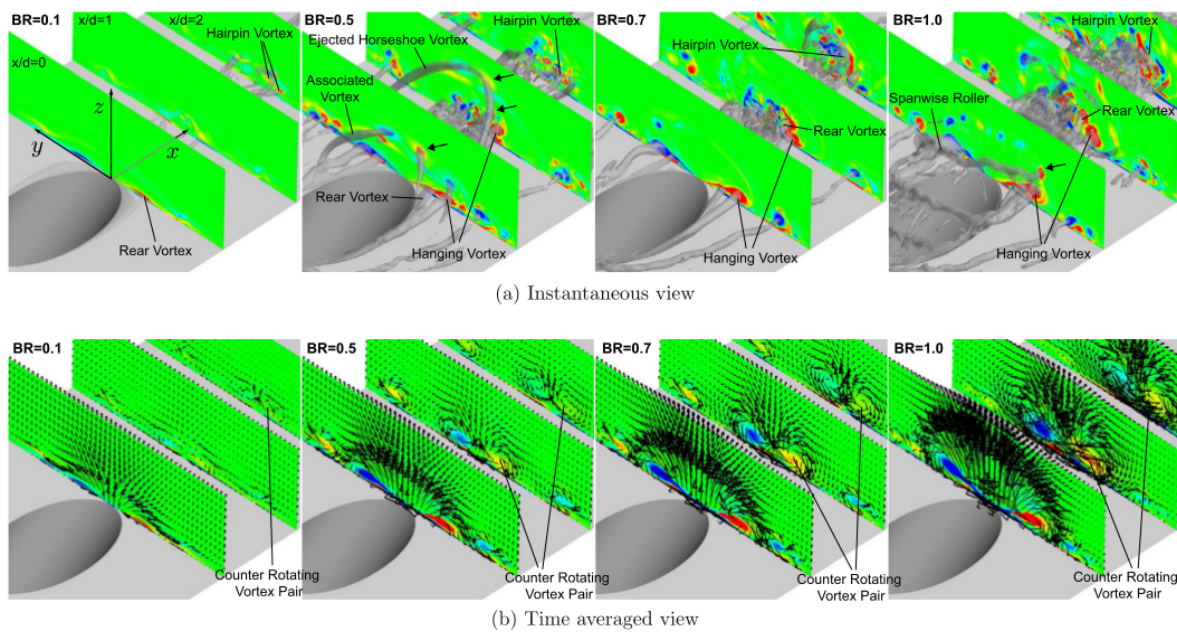 BR=0.1
x/d=2
x/d=1
x/d=0
Hairpin Vortex
z
y
x
Rear Vortex
BR=0.5
Ejected Horseshoe Vortex
Hairpin Vortex
Associated
Vortex
Rear Vortex
Hanging Vortex
BR=0.7
Hairpin Vortex
Rear Vortex
Hanging Vortex
BR=1.0
Hairpin Vortex
Spanwise Roller
Rear Vortex
Hanging Vortex
(a) Instantaneous view
BR=0.1
Counter Rotating
Vortex Pair
BR=0.5
Counter Rotating
Vortex Pair
BR=0.7
Counter Rotating
Vortex Pair
BR=1.0
Counter Rotating
Vortex Pair
(b) Time averaged view